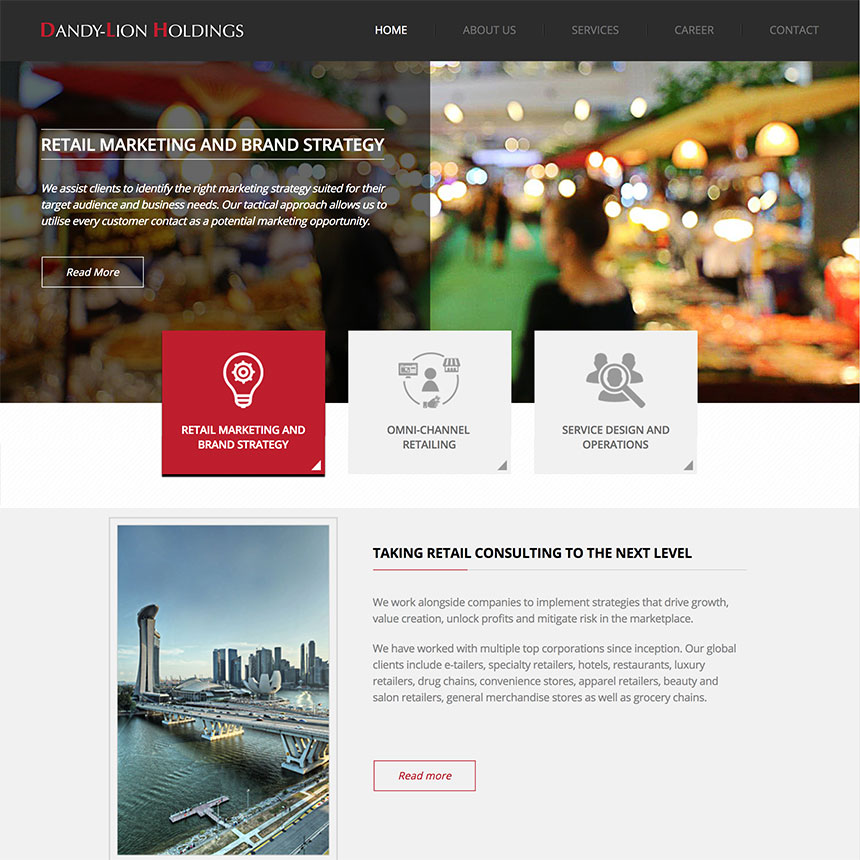 DANDY-LION HOLDINGS
HOME
ABOUT US
SERVICES
CAREER
CONTACT
RETAIL MARKETING AND BRAND STRATEGY
We assist clients to identify the right marketing strategy suited for their
target audience and business needs. Our tactical approach allows us to
utilise every customer contact as a potential marketing opportunity.
Read More
RETAIL MARKETING AND
BRAND STRATEGY
OMNI-CHANNEL
RETAILING
SERVICE DESIGN AND
OPERATIONS
TAKING RETAIL CONSULTING TO THE NEXT LEVEL
We work alongside companies to implement strategies that drive growth,
value creation, unlock profits and mitigate risk in the marketplace.
We have worked with multiple top corporations since inception. Our global
clients include e-tailers, specialty retailers, hotels, restaurants, luxury
retailers, drug chains, convenience stores, apparel retailers, beauty and
salon retailers, general merchandise stores as well as grocery chains.
Read more